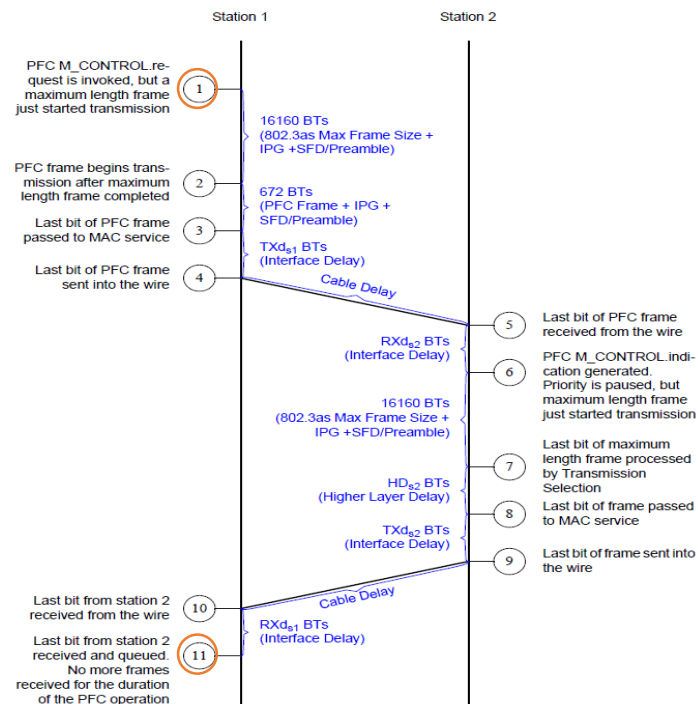 Station 1
Station 2
PFC M_CONTROL.re-
quest is invoked, but a
maximum length frame
just started transmission
1
16160 BTs
(802.3as Max Frame Size +
IPG +SFD/Preamble)
PFC frame begins trans-
mission after maximum
length frame completed
2
672 BTs
(PFC Frame + IPG +
SFD/Preamble)
Last bit of PFC frame
passed to MAC service
3
TXds1 BTs
(Interface Delay)
Last bit of PFC frame
sent into the wire
4
Cable Delay
5
Last bit of PFC frame
received from the wire
RXds2 BTs
(Interface Delay)
6
PFC M_CONTROL.indi-
cation generated.
Priority is paused, but
maximum length frame
just started transmission
16160 BTs
(802.3as Max Frame Size +
IPG +SFD/Preamble)
7
Last bit of maximum
length frame processed
by Transmission
Selection
HDs2 BTs
(Higher Layer Delay)
8
Last bit of frame passed
to MAC service
TXds2 BTs
(Interface Delay)
9
Last bit of frame sent into
the wire
Cable Delay
Last bit from station 2
received from the wire
10
RXds1 BTs
(Interface Delay)
Last bit from station 2
received and queued.
No more frames
received for the duration
of the PFC operation
11